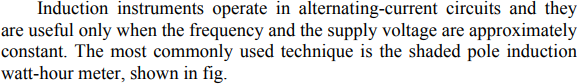 Induction instruments operate in alternating-current circuits and they
are useful only when the frequency and the supply voltage are approximately
constant. The most commonly used technique is the shaded pole induction
watt-hour meter, shown in fig.